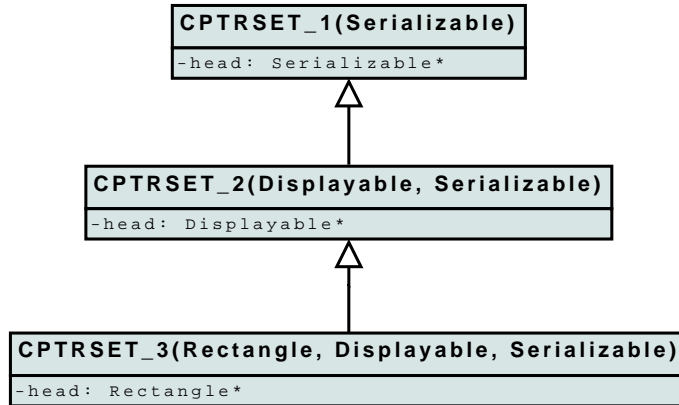 CPTRSET_1(Serializable)
-head: Serializable*
CPTRSET_2(Displayable, Serializable)
-head: Displayable*
CPTRSET_3(Rectangle, Displayable, Serializable)
-head: Rectangle*